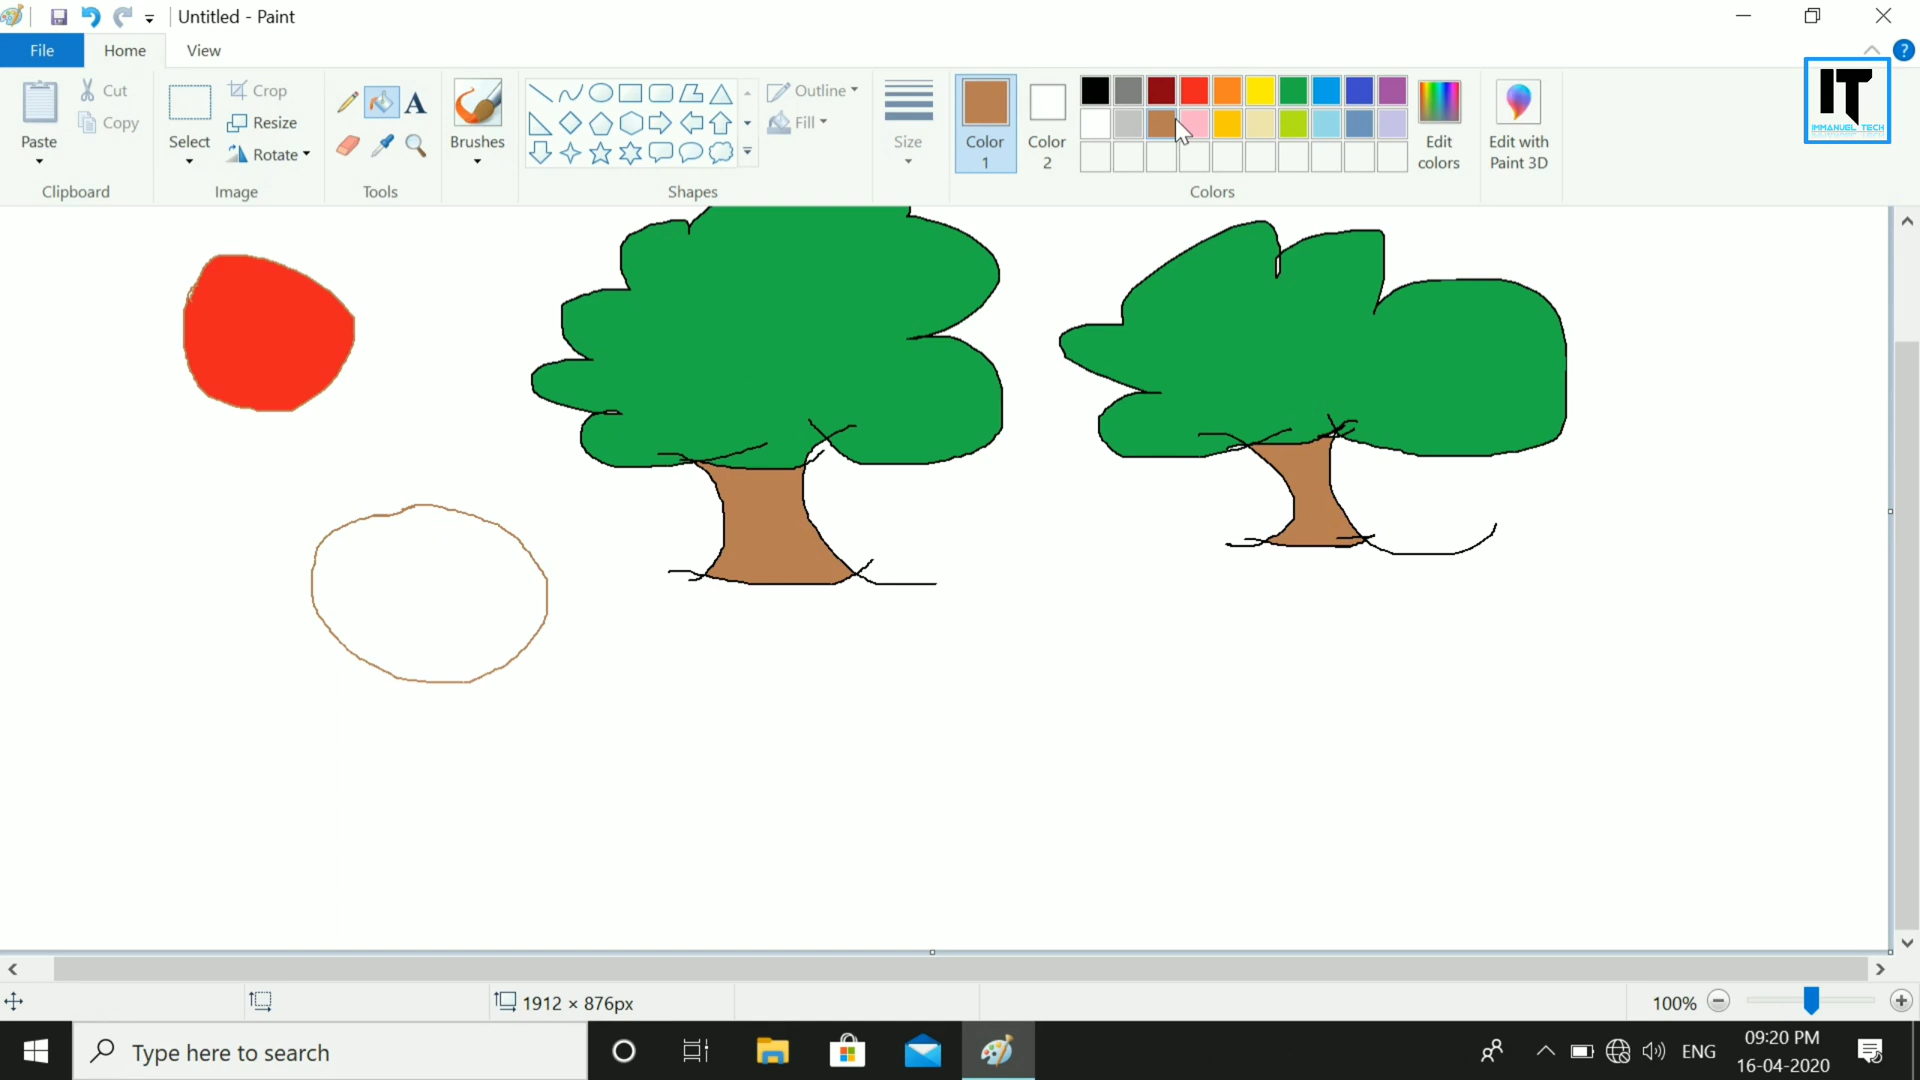 Untitled - Paint
File
Home
View
Paste
Cut
Copy
Clipboard
Select
Crop
Resize
Rotate
Image
A
Tools
Brushes
Shapes
Outline
Fill
Size
Color
1
Color
2
Colors
Edit
colors
Edit with
Paint 3D
?
IT
IMMANUEL TECH
1912 × 876px
100%
Type here to search
ENG
09:20 PM
16-04-2020